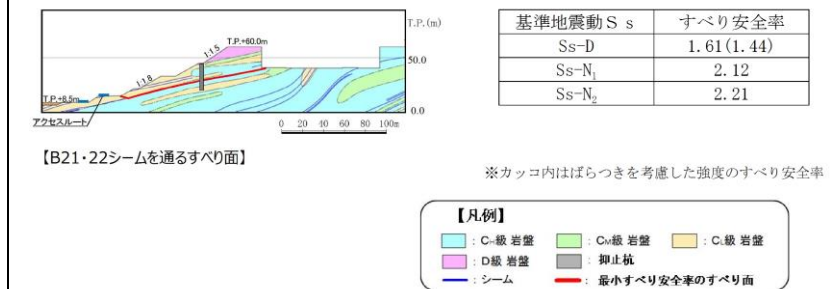 T.P.(m)
T.P.+60.0m
1:1.5
1:1.8
50.0
T.P.+8.5m
0.0
アクセスルート
0 20 40 60 80 100m
【B21・22シームを通るすべり面】
基準地震動Ss すべり安全率
Ss-D 1.61(1.44)
Ss-N₁ 2.12
Ss-N₂ 2.21
※カッコ内はばらつきを考慮した強度のすべり安全率
【凡例】
:CH級 岩盤 :CM級 岩盤 :CL級 岩盤
:D級 岩盤 :抑止杭
:シーム :最小すべり安全率のすべり面